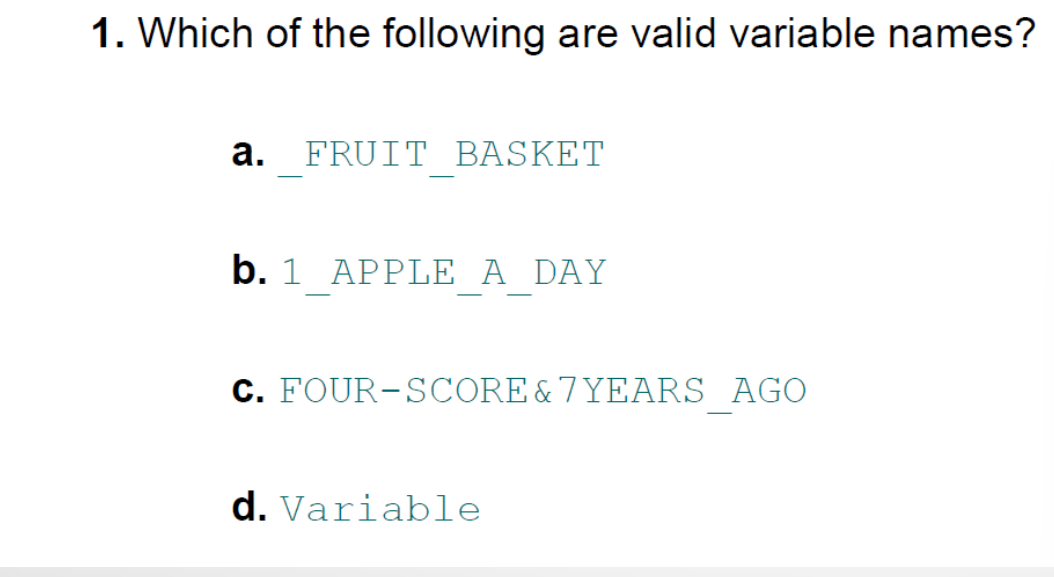 1. Which of the following are valid variable names?
a. _FRUIT_BASKET
b. 1_APPLE_A_DAY
c. FOUR-SCORE&7YEARS_AGO
d. Variable